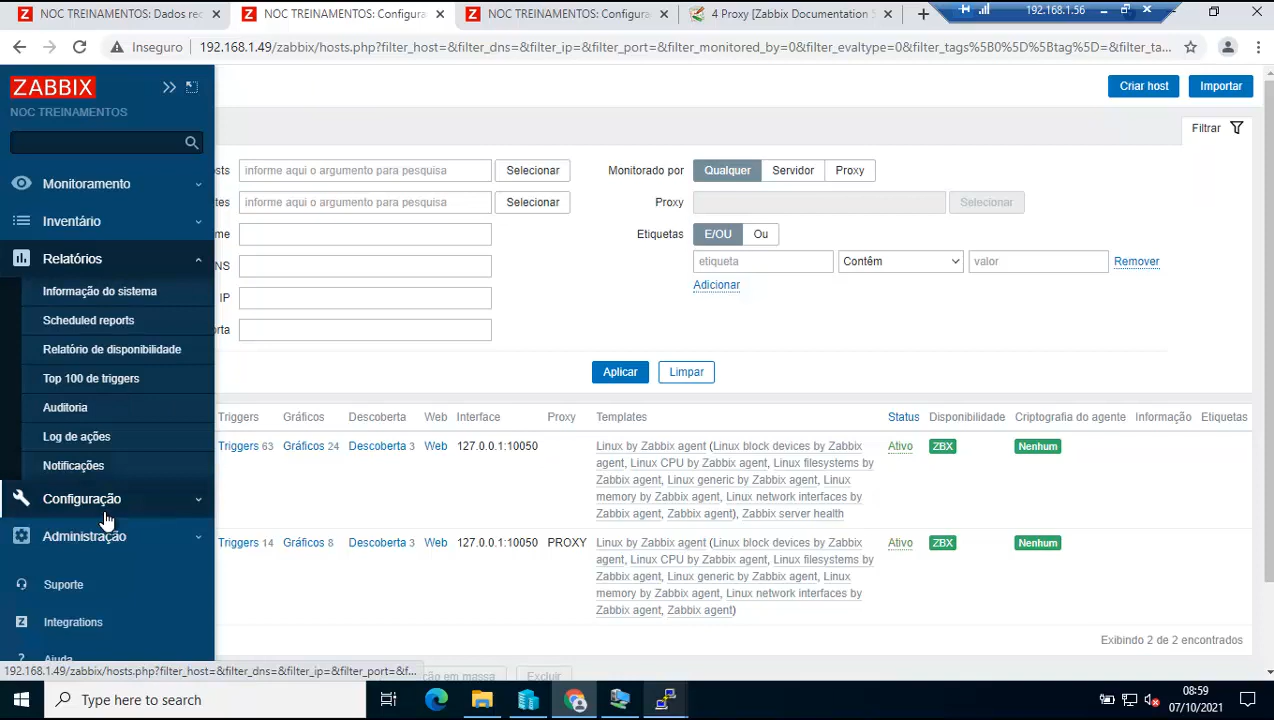 NOC TREINAMENTOS: Dados re
NOC TREINAMENTOS: Configura
NOC TREINAMENTOS: Configura
4 Proxy [Zabbix Documentation 5
192.168.1.56
Inseguro
192.168.1.49/zabbix/hosts.php?filter_host=&filter_dns=&filter_ip=&filter_port=&filter_monitored_by=0&filter_evaltype=0&filter_tags%5B0%5D%5Btag%5D=&filter_ta...
ZABBIX
NOC TREINAMENTOS
Criar host
Importar
Filtrar
Monitoramento
Inventário
Relatórios
Informação do sistema
Scheduled reports
Relatório de disponibilidade
Top 100 de triggers
Auditoria
Log de ações
Notificações
Configuração
Administração
Suporte
Integrations
Ajuda
sts
informe aqui o argumento para pesquisa
Selecionar
tes
informe aqui o argumento para pesquisa
Selecionar
me
NS
IP
rta
Monitorado por
Qualquer
Servidor
Proxy
Proxy
Selecionar
Etiquetas
E/OU
Ou
etiqueta
Contêm
valor
Remover
Adicionar
Aplicar
Limpar
Triggers Gráficos Descoberta Web Interface Proxy Templates Status Disponibilidade Criptografia do agente Informação Etiquetas
Triggers 63 Gráficos 24 Descoberta 3 Web 127.0.0.1:10050 Linux by Zabbix agent (Linux block devices by Zabbix Ativo ZBX Nenhum
agent, Linux CPU by Zabbix agent, Linux filesystems by
Zabbix agent, Linux generic by Zabbix agent, Linux
memory by Zabbix agent, Linux network interfaces by
Zabbix agent, Zabbix agent), Zabbix server health
Triggers 14 Gráficos 8 Descoberta 3 Web 127.0.0.1:10050 PROXY Linux by Zabbix agent (Linux block devices by Zabbix Ativo ZBX Nenhum
agent, Linux CPU by Zabbix agent, Linux filesystems by
Zabbix agent, Linux generic by Zabbix agent, Linux
memory by Zabbix agent, Linux network interfaces by
Zabbix agent, Zabbix agent)
Exibindo 2 de 2 encontrados
192.168.1.49/zabbix/hosts.php?filter_host=&filter_dns=&filter_ip=&filter_port=&f...
ção em massa
Excluir
Type here to search
08:59
07/10/2021